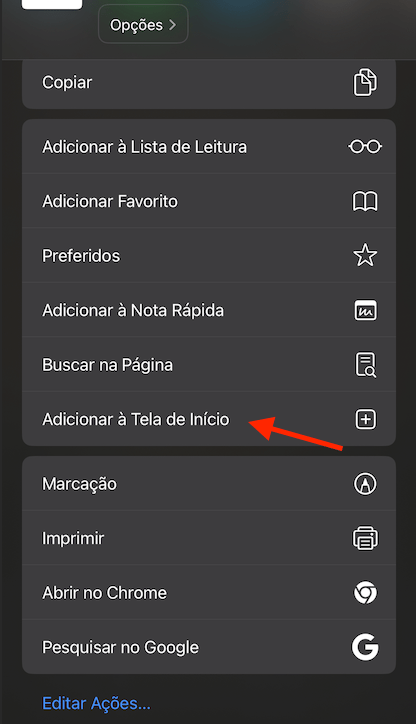 Opções
Copiar
Adicionar à Lista de Leitura
Adicionar Favorito
Preferidos
Adicionar à Nota Rápida
Buscar na Página
Adicionar à Tela de Início
Marcação
Imprimir
Abrir no Chrome
Pesquisar no Google
Editar Ações...